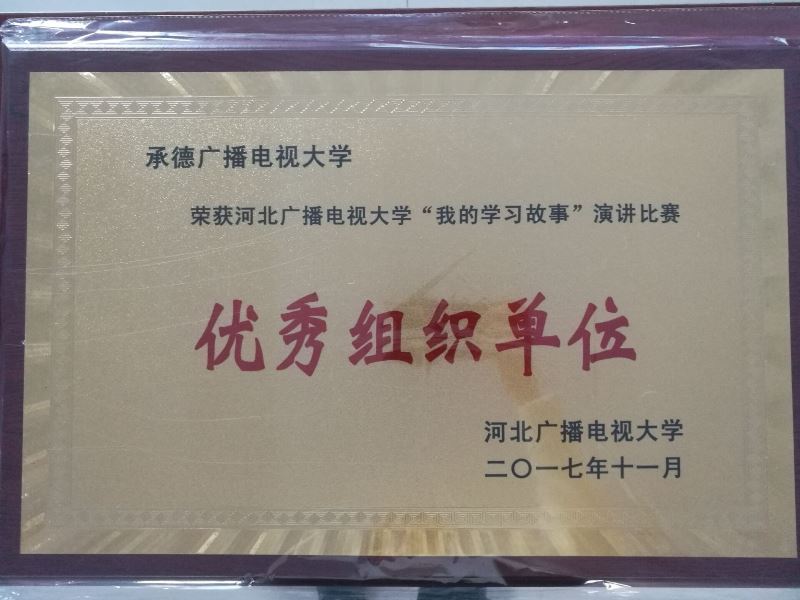 承德广播电视大学
荣获河北广播电视大学“我的学习故事”演讲比赛
优秀组织单位
河北广播电视大学
二〇一七年十一月